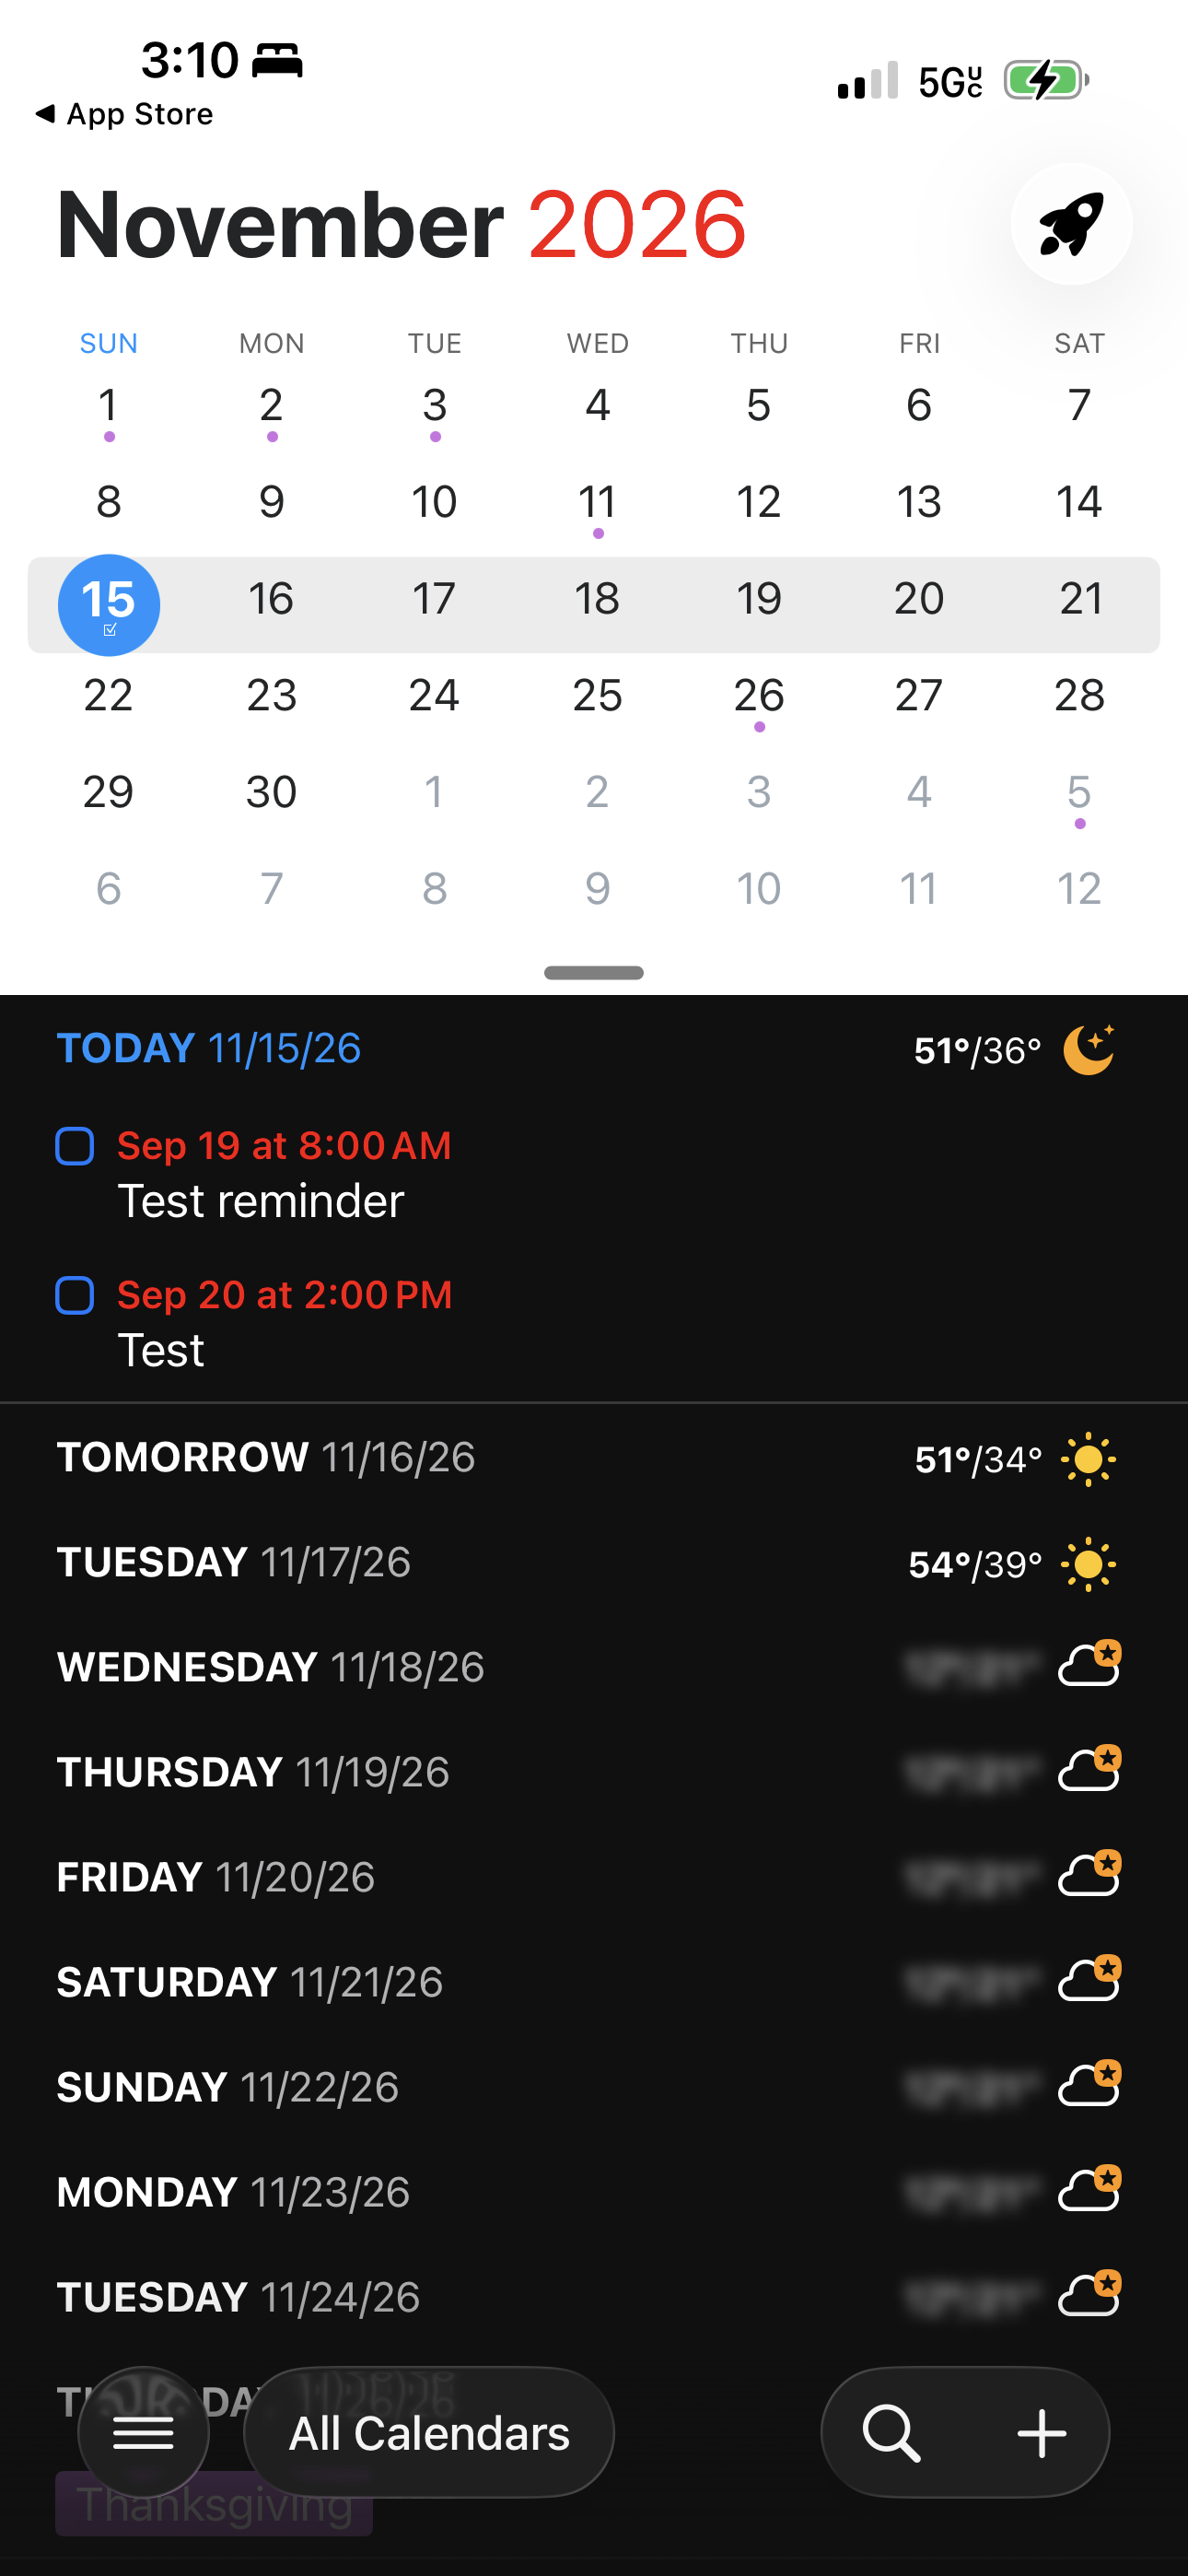 3:10
5G UC
App Store
November 2026
SUN MON TUE WED THU FRI SAT
1 2 3 4 5 6 7
8 9 10 11 12 13 14
15 16 17 18 19 20 21
22 23 24 25 26 27 28
29 30 1 2 3 4 5
6 7 8 9 10 11 12
TODAY 11/15/26 51°/36°
Sep 19 at 8:00 AM
Test reminder
Sep 20 at 2:00 PM
Test
TOMORROW 11/16/26 51°/34°
TUESDAY 11/17/26 54°/39°
WEDNESDAY 11/18/26
THURSDAY 11/19/26
FRIDAY 11/20/26
SATURDAY 11/21/26
SUNDAY 11/22/26
MONDAY 11/23/26
TUESDAY 11/24/26
All Calendars
Thanksgiving